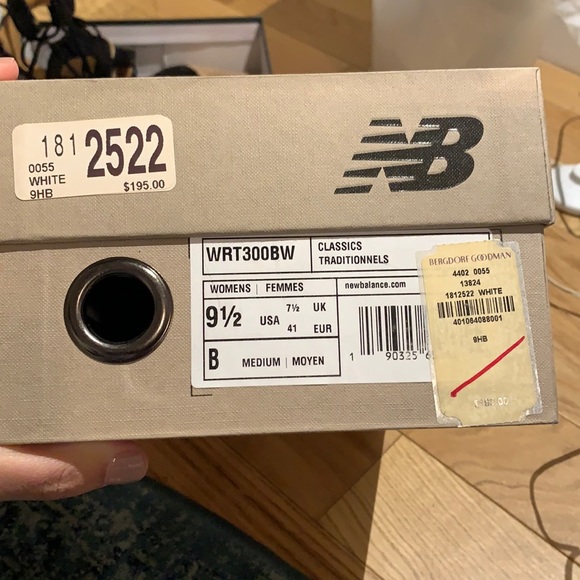 181 2522
0055
WHITE
9HB
$195.00
NB
WRT300BW
CLASSICS
TRADITIONNELS
WOMENS | FEMMES
9½
USA
7½ UK
41 EUR
B
MEDIUM | MOYEN
newbalance.com
1 90325
BERGDORF GOODMAN
4402 0055
13824
1812522 WHITE
401064088001
9HB